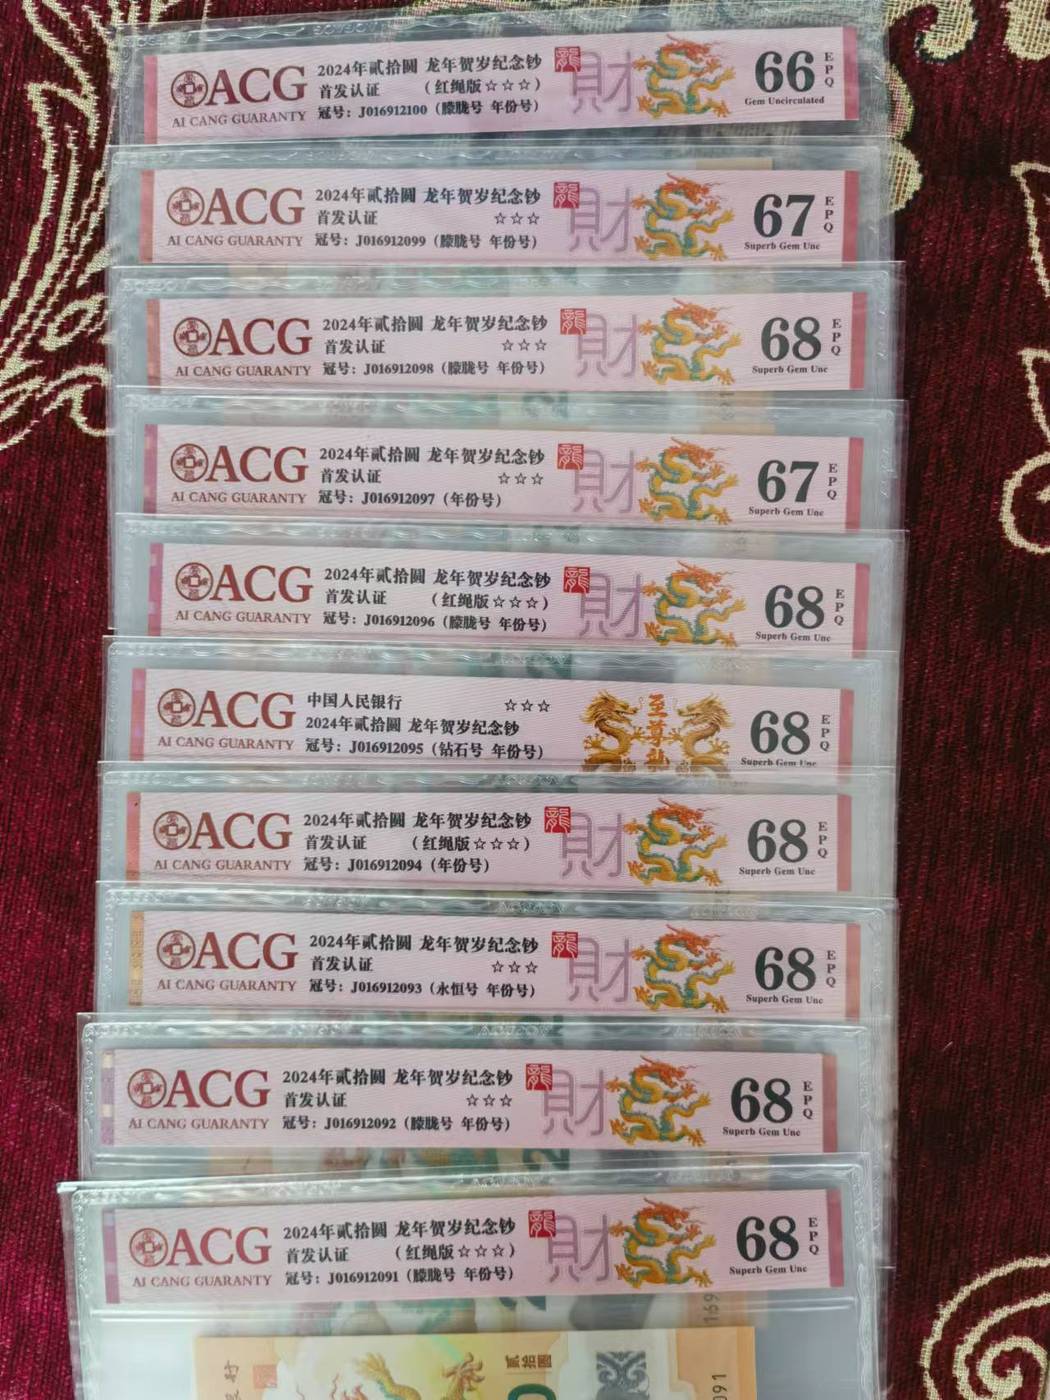 ACG
AI CANG GUARANTY
2024年贰拾圆 龙年贺岁纪念钞
首发认证 (红绳版☆☆☆)
冠号: J016912100 (朦胧号 年份号)
龍
財
66 EPQ
Gem Uncirculated
ACG
AI CANG GUARANTY
2024年贰拾圆 龙年贺岁纪念钞
首发认证 ☆☆☆
冠号: J016912099 (朦胧号 年份号)
龍
財
67 EPQ
Superb Gem Unc
ACG
AI CANG GUARANTY
2024年贰拾圆 龙年贺岁纪念钞
首发认证 ☆☆☆
冠号: J016912098 (朦胧号 年份号)
龍
財
68 EPQ
Superb Gem Unc
ACG
AI CANG GUARANTY
2024年贰拾圆 龙年贺岁纪念钞
首发认证 ☆☆☆
冠号: J016912097 (年份号)
龍
財
67 EPQ
Superb Gem Unc
ACG
AI CANG GUARANTY
2024年贰拾圆 龙年贺岁纪念钞
首发认证 (红绳版☆☆☆)
冠号: J016912096 (朦胧号 年份号)
龍
財
68 EPQ
Superb Gem Unc
ACG
AI CANG GUARANTY
中国人民银行 ☆☆☆
2024年贰拾圆 龙年贺岁纪念钞
冠号: J016912095 (钻石号 年份号)
至尊龍
68 EPQ
Superb Gem Unc
ACG
AI CANG GUARANTY
2024年贰拾圆 龙年贺岁纪念钞
首发认证 (红绳版☆☆☆)
冠号: J016912094 (年份号)
龍
財
68 EPQ
Superb Gem Unc
ACG
AI CANG GUARANTY
2024年贰拾圆 龙年贺岁纪念钞
首发认证 ☆☆☆
冠号: J016912093 (永恒号 年份号)
龍
財
68 EPQ
Superb Gem Unc
ACG
AI CANG GUARANTY
2024年贰拾圆 龙年贺岁纪念钞
首发认证 ☆☆☆
冠号: J016912092 (朦胧号 年份号)
龍
財
68 EPQ
Superb Gem Unc
ACG
AI CANG GUARANTY
2024年贰拾圆 龙年贺岁纪念钞
首发认证 (红绳版☆☆☆)
冠号: J016912091 (朦胧号 年份号)
龍
財
68 EPQ
Superb Gem Unc
贰拾圆
091